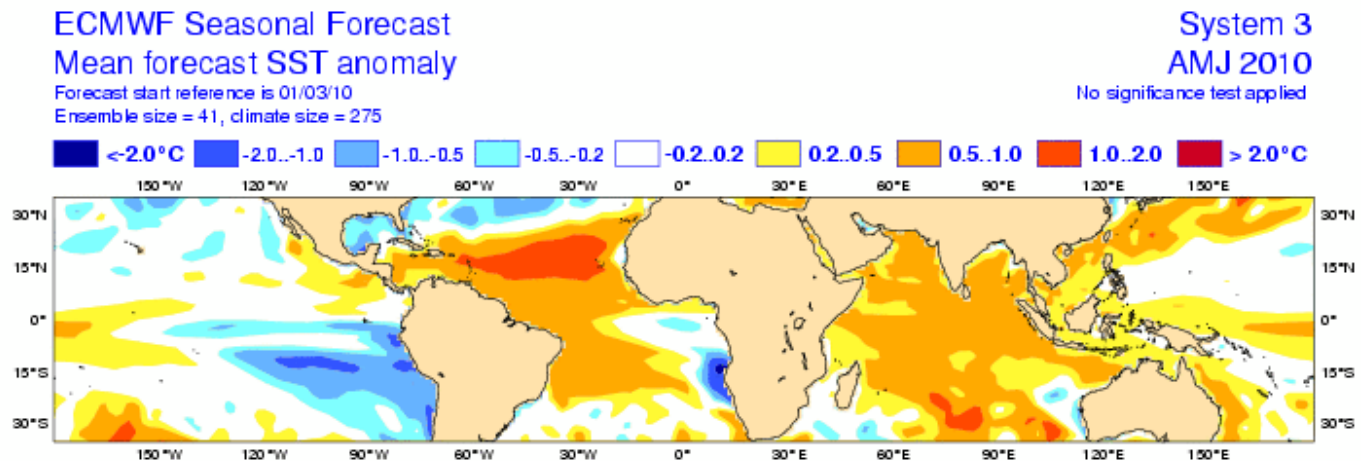 ECMWF Seasonal Forecast
System 3
Mean forecast SST anomaly
AMJ 2010
Forecast start reference is 01/03/10
No significance test applied
Ensemble size = 41, climate size = 275
<-2.0°C -2.0..-1.0 -1.0..-0.5 -0.5..-0.2 -0.2..0.2 0.2..0.5 0.5..1.0 1.0..2.0 > 2.0°C
150°W 120°W 90°W 60°W 30°W 0° 30°E 60°E 90°E 120°E 150°E
30°N 30°N
15°N 15°N
0° 0°
15°S 15°S
30°S 30°S
150°W 120°W 90°W 60°W 30°W 0° 30°E 60°E 90°E 120°E 150°E